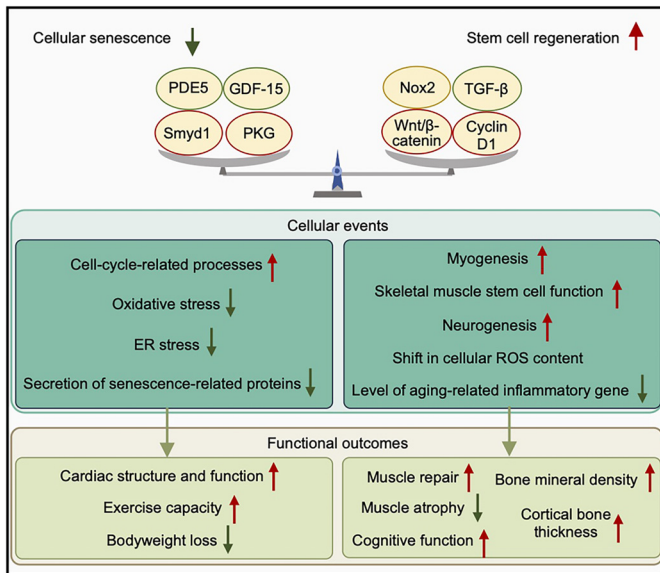 Cellular senescence
Stem cell regeneration
PDE5
GDF-15
Smyd1
PKG
Nox2
TGF-β
Wnt/β-
catenin
Cyclin
D1
Cellular events
Cell-cycle-related processes
Oxidative stress
ER stress
Secretion of senescence-related proteins
Myogenesis
Skeletal muscle stem cell function
Neurogenesis
Shift in cellular ROS content
Level of aging-related inflammatory gene
Functional outcomes
Cardiac structure and function
Exercise capacity
Bodyweight loss
Muscle repair
Muscle atrophy
Cognitive function
Bone mineral density
Cortical bone
thickness